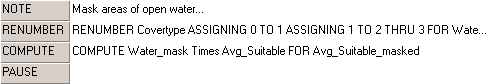 NOTE Mask areas of open water...
RENUMBER RENUMBER Covertype ASSIGNING 0 TO 1 ASSIGNING 1 TO 2 THRU 3 FOR Wate...
COMPUTE COMPUTE Water_mask Times Avg_Suitable FOR Avg_Suitable_masked
PAUSE